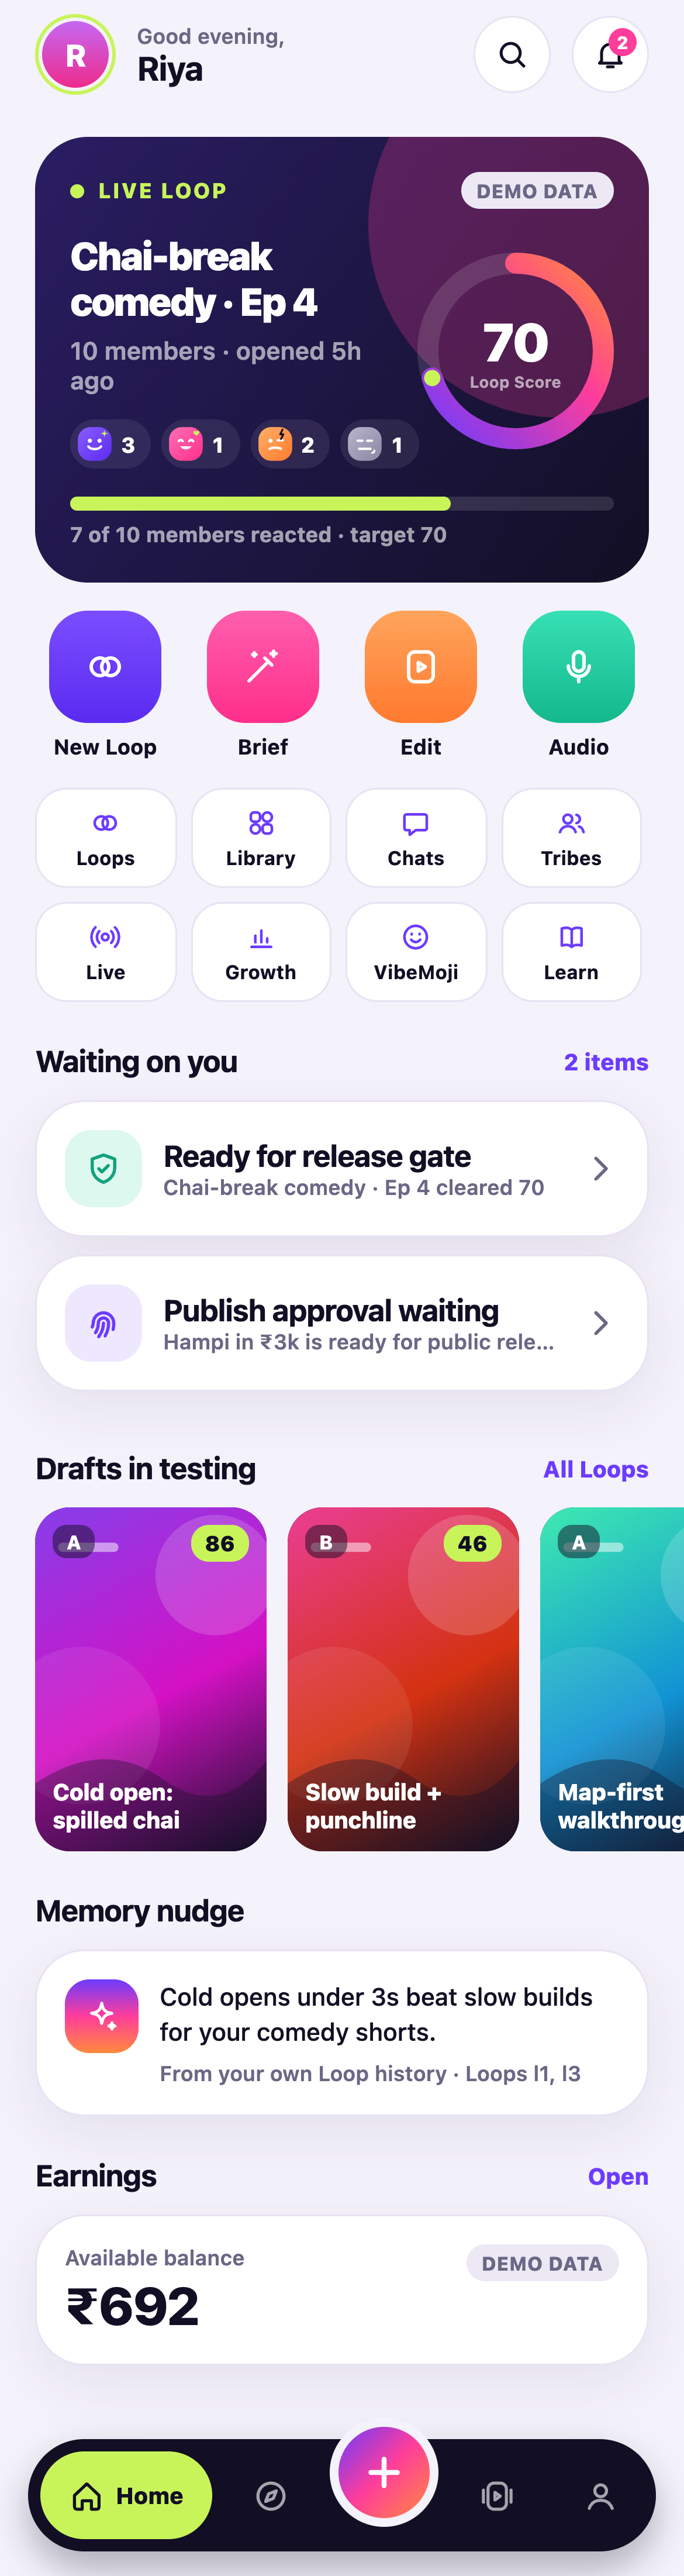 R
Good evening,
Riya
2
LIVE LOOP
DEMO DATA
Chai-break
comedy · Ep 4
10 members · opened 5h
ago
70
Loop Score
3
1
2
1
7 of 10 members reacted · target 70
New Loop
Brief
Edit
Audio
Loops
Library
Chats
Tribes
Live
Growth
VibeMoji
Learn
Waiting on you
2 items
Ready for release gate
Chai-break comedy · Ep 4 cleared 70
Publish approval waiting
Hampi in ₹3k is ready for public rele...
Drafts in testing
All Loops
A
86
Cold open:
spilled chai
B
46
Slow build +
punchline
A
Map-first
walkthroug
Memory nudge
Cold opens under 3s beat slow builds
for your comedy shorts.
From your own Loop history · Loops l1, l3
Earnings
Open
Available balance
DEMO DATA
₹692
Home